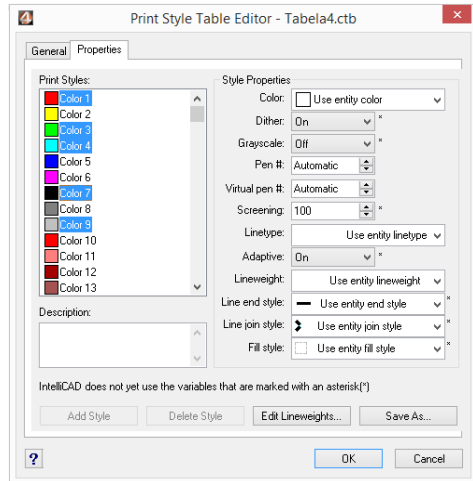 Print Style Table Editor - Tabela4.ctb
General Properties
Print Styles:
Color 1
Color 2
Color 3
Color 4
Color 5
Color 6
Color 7
Color 8
Color 9
Color 10
Color 11
Color 12
Color 13
Description:
Style Properties
Color: Use entity color
Dither: On *
Grayscale: Off *
Pen #: Automatic
Virtual pen #: Automatic
Screening: 100 *
Linetype: Use entity linetype
Adaptive: On *
Lineweight: Use entity lineweight
Line end style: Use entity end style *
Line join style: Use entity join style *
Fill style: Use entity fill style *
IntelliCAD does not yet use the variables that are marked with an asterisk(*)
Add Style Delete Style Edit Lineweights... Save As...
? OK Cancel